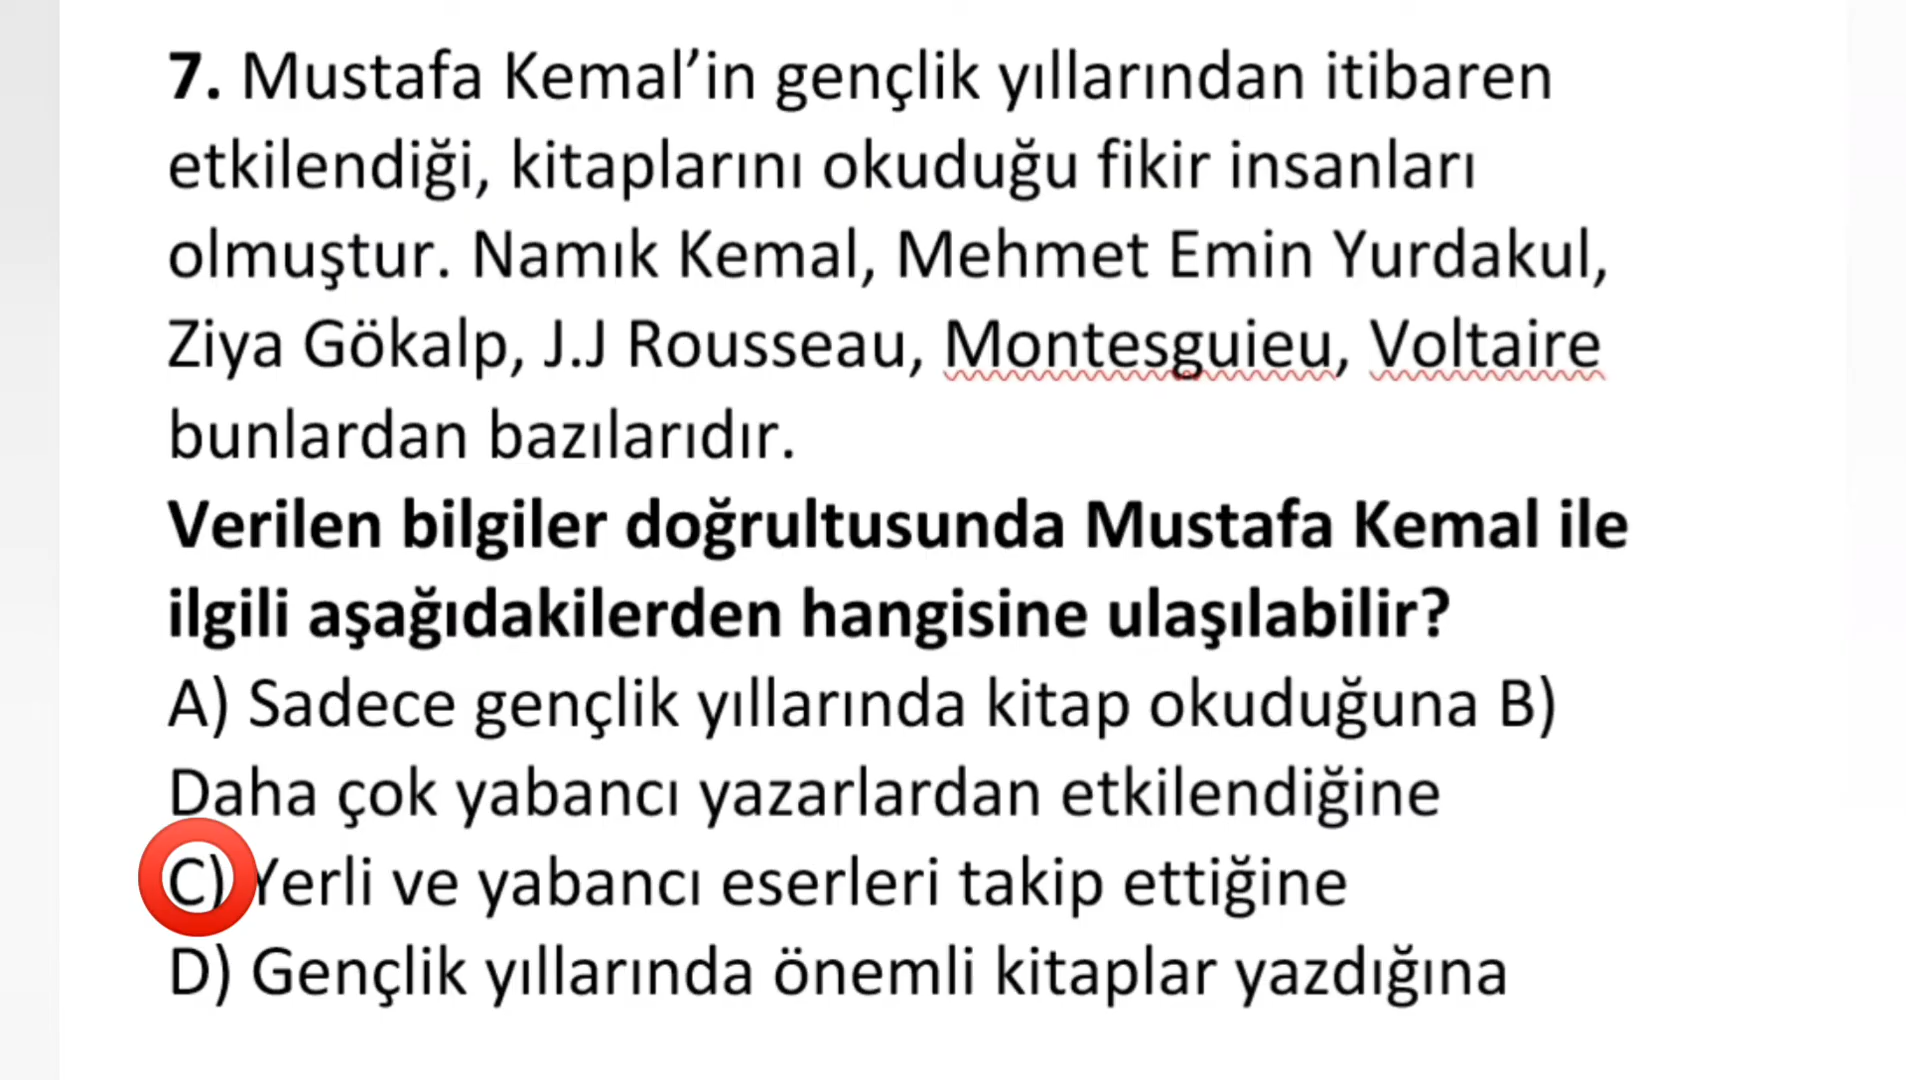 7. Mustafa Kemal’in gençlik yıllarından itibaren
etkilendiği, kitaplarını okuduğu fikir insanları
olmuştur. Namık Kemal, Mehmet Emin Yurdakul,
Ziya Gökalp, J.J Rousseau, Montesguieu, Voltaire
bunlardan bazılarıdır.
Verilen bilgiler doğrultusunda Mustafa Kemal ile
ilgili aşağıdakilerden hangisine ulaşılabilir?
A) Sadece gençlik yıllarında kitap okuduğuna B)
Daha çok yabancı yazarlardan etkilendiğine
C) Yerli ve yabancı eserleri takip ettiğine
D) Gençlik yıllarında önemli kitaplar yazdığına